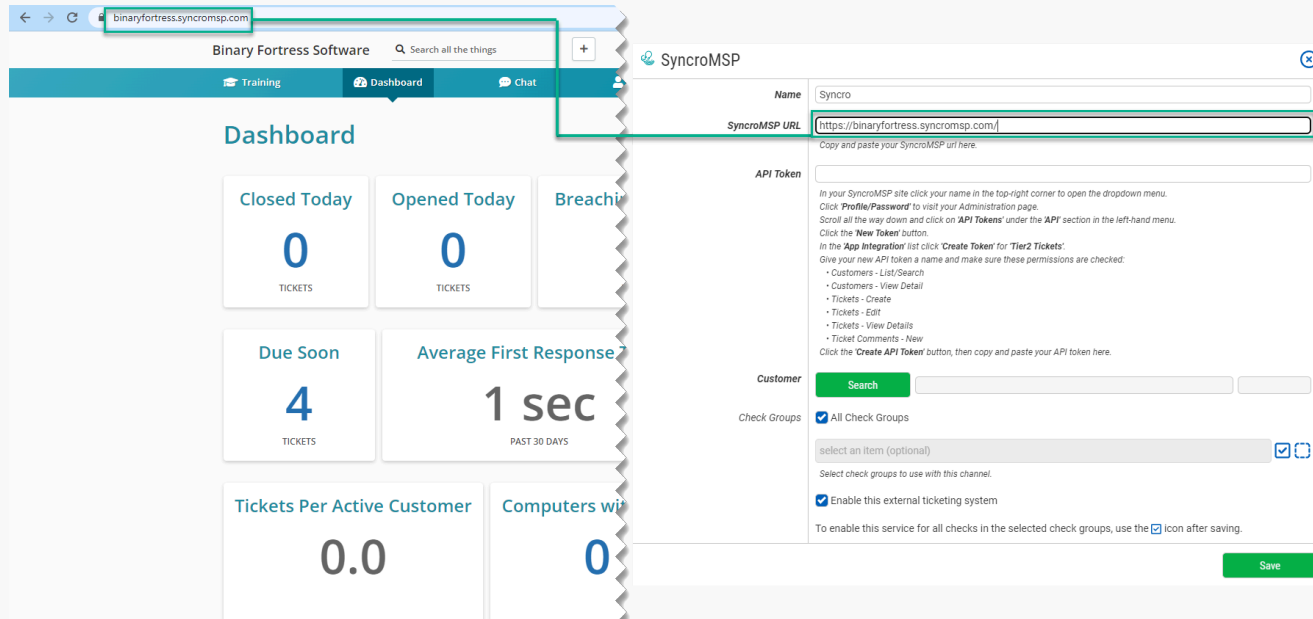 binaryfortress.syncromsp.com
Binary Fortress Software
Search all the things
+
Training
Dashboard
Chat
Dashboard
Closed Today
0
TICKETS
Opened Today
0
TICKETS
Due Soon
4
TICKETS
Average First Response
1 sec
PAST 30 DAYS
Tickets Per Active Customer
0.0
Computers
0
SyncroMSP
Name
Syncro
SyncroMSP URL
https://binaryfortress.syncromsp.com/
Copy and paste your SyncroMSP url here.
API Token
In your SyncroMSP site click your name in the top-right corner to open the dropdown menu.
Click 'Profile/Password' to visit your Administration page.
Scroll all the way down and click on 'API Tokens' under the 'API' section in the left-hand menu.
Click the 'New Token' button.
In the 'App Integration' list click 'Create Token' for 'Tier2 Tickets'.
Give your new API token a name and make sure these permissions are checked:
• Customers - List/Search
• Customers - View Detail
• Tickets - Create
• Tickets - Edit
• Tickets - View Details
• Ticket Comments - New
Click the 'Create API Token' button, then copy and paste your API token here.
Customer
Search
Check Groups
All Check Groups
select an item (optional)
Select check groups to use with this channel.
Enable this external ticketing system
To enable this service for all checks in the selected check groups, use the icon after saving.
Save